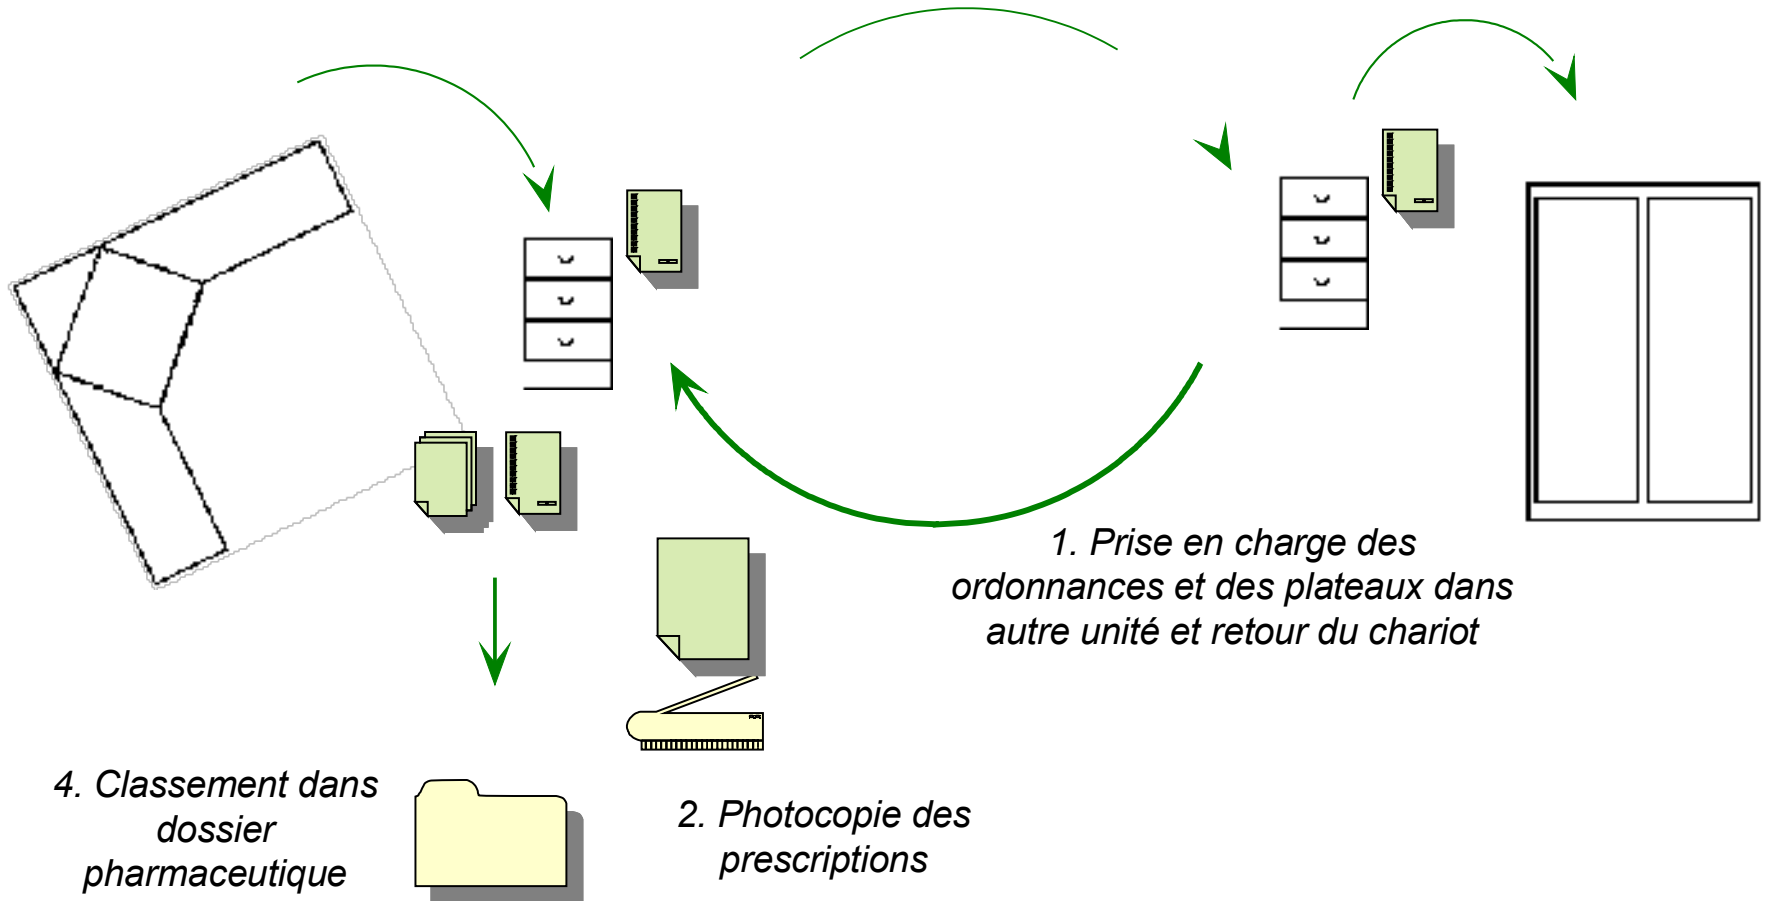 1. Prise en charge des
ordonnances et des plateaux dans
autre unité et retour du chariot
2. Photocopie des
prescriptions
4. Classement dans
dossier
pharmaceutique